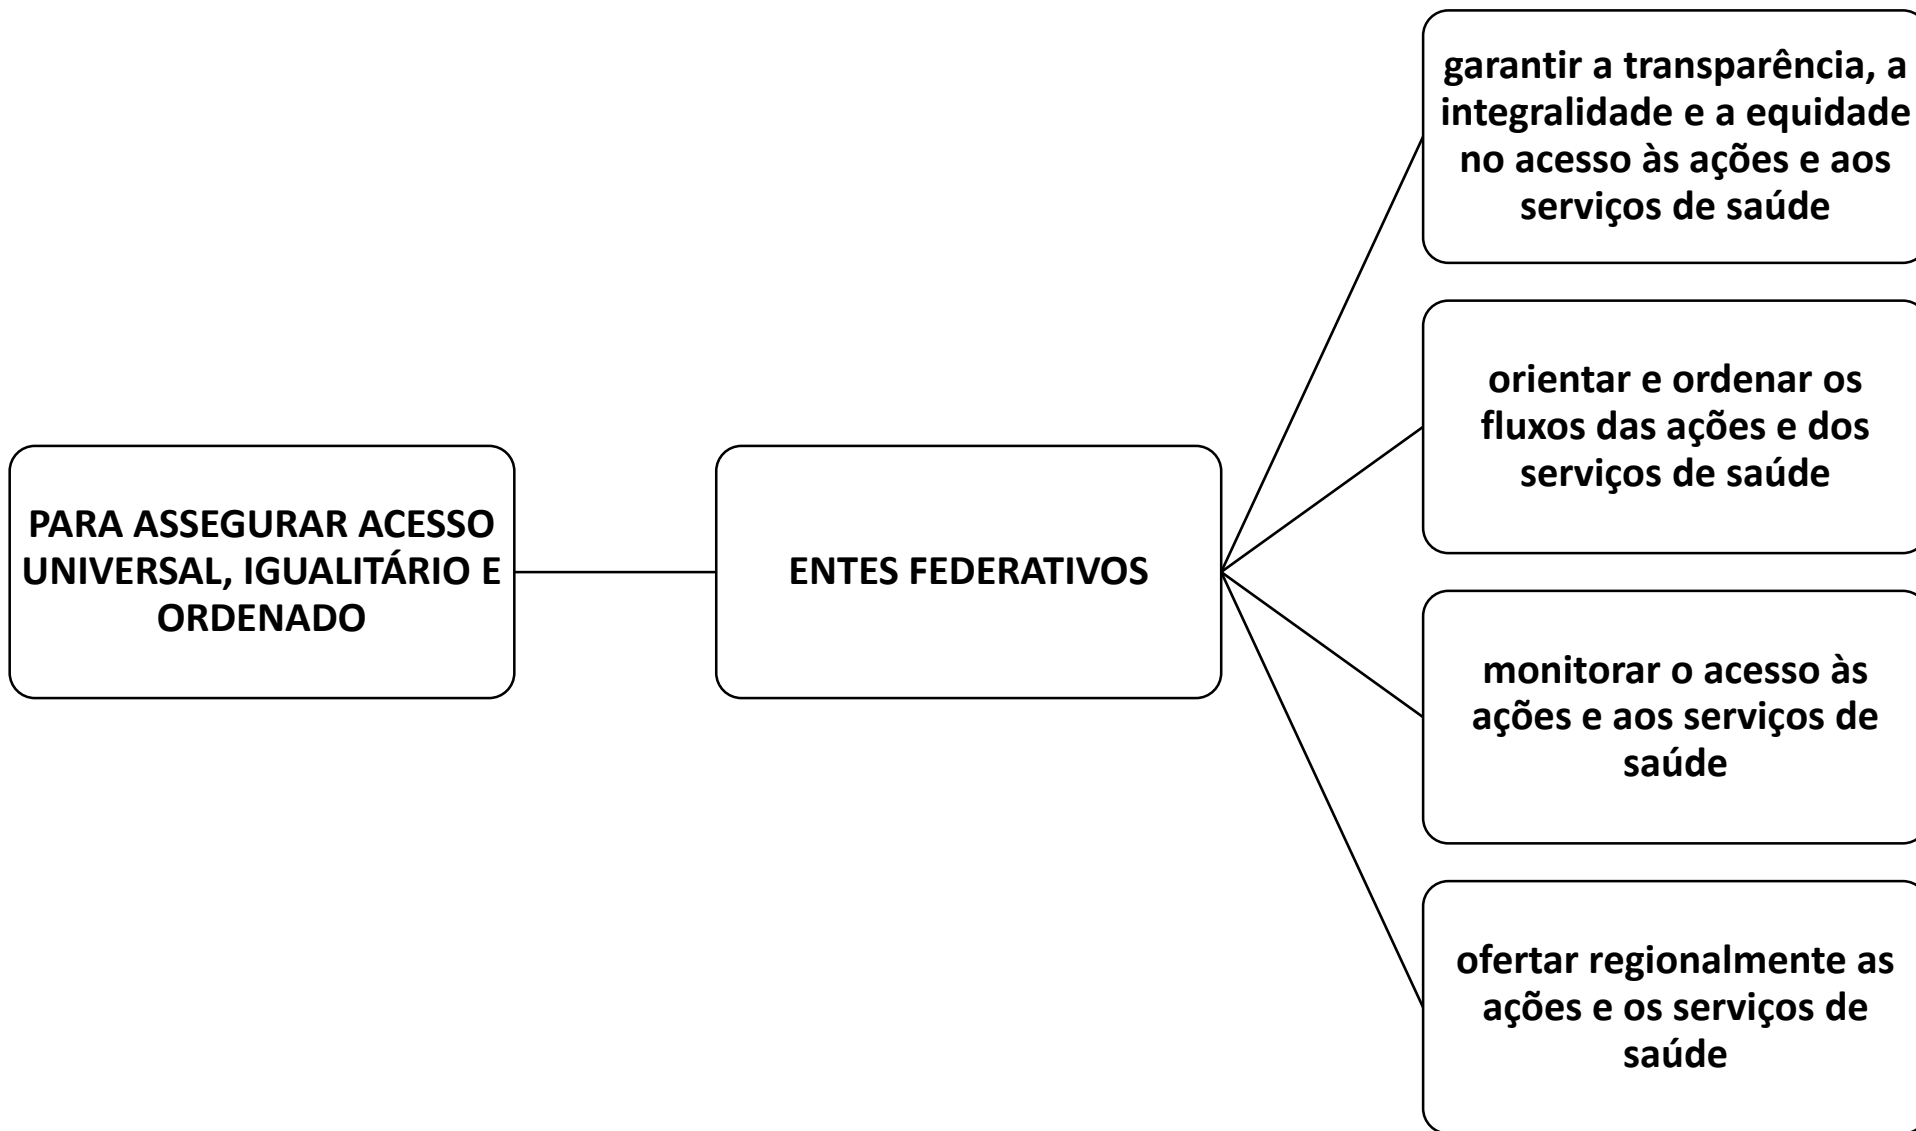 PARA ASSEGURAR ACESSO
UNIVERSAL, IGUALITÁRIO E
ORDENADO
ENTES FEDERATIVOS
garantir a transparência, a
integralidade e a equidade
no acesso às ações e aos
serviços de saúde
orientar e ordenar os
fluxos das ações e dos
serviços de saúde
monitorar o acesso às
ações e aos serviços de
saúde
ofertar regionalmente as
ações e os serviços de
saúde